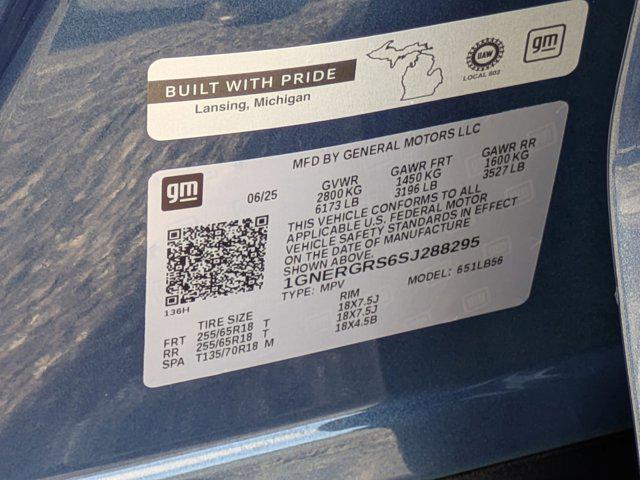 BUILT WITH PRIDE
Lansing, Michigan
UAW
LOCAL 602
gm
MFD BY GENERAL MOTORS LLC
gm
06/25
GVWR
2800 KG
6173 LB
GAWR FRT
1450 KG
3196 LB
GAWR RR
1600 KG
3527 LB
THIS VEHICLE CONFORMS TO ALL
APPLICABLE U.S. FEDERAL MOTOR
VEHICLE SAFETY STANDARDS IN EFFECT
ON THE DATE OF MANUFACTURE
SHOWN ABOVE.
1GNERGRS6SJ288295
TYPE: MPV
MODEL: 651LB56
136H
TIRE SIZE
RIM
FRT 255/65R18 T 18X7.5J
RR 255/65R18 T 18X7.5J
SPA T135/70R18 M 18X4.5B